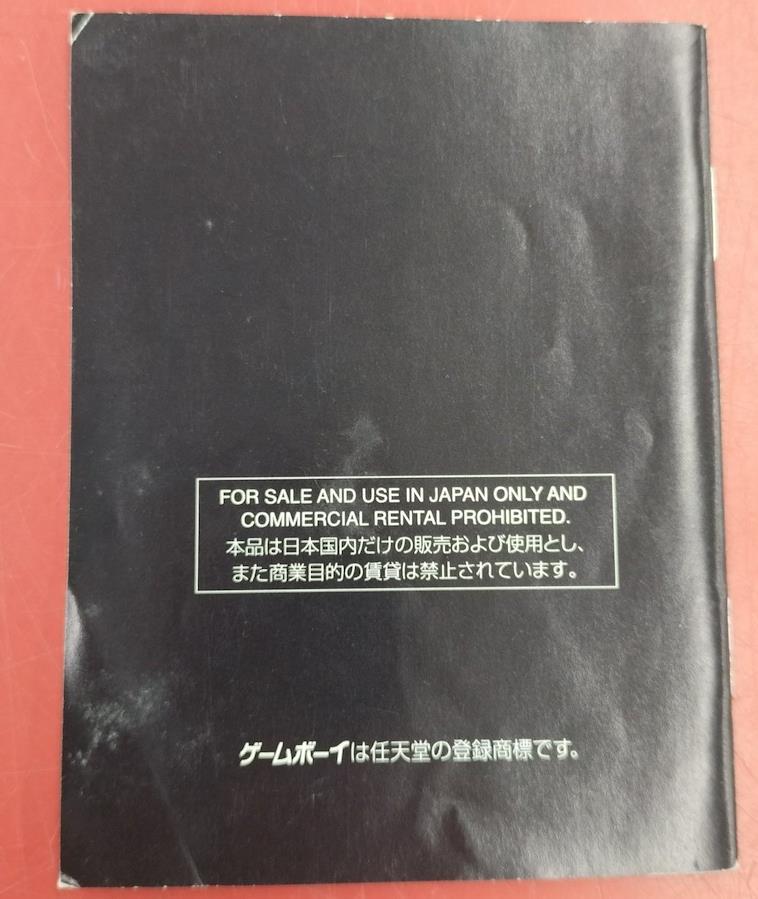 FOR SALE AND USE IN JAPAN ONLY AND
COMMERCIAL RENTAL PROHIBITED.
本品は日本国内だけの販売および使用とし、
また商業目的の賃貸は禁止されています。
ゲームボーイは任天堂の登録商標です。